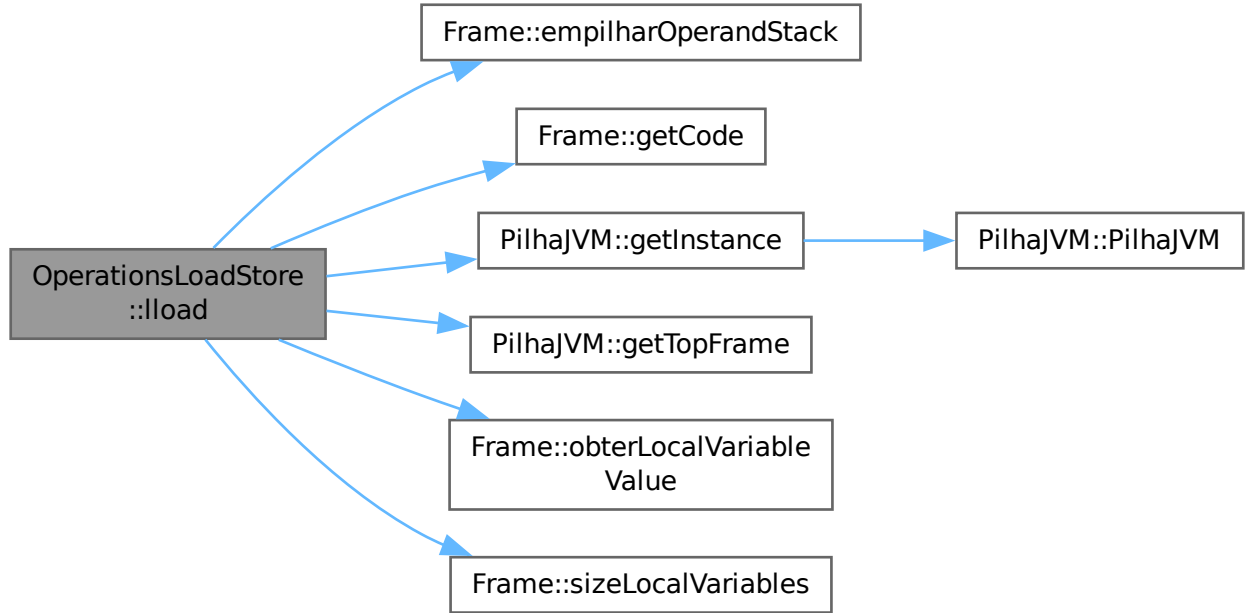 Frame::empilharOperandStack
Frame::getCode
PilhaJVM::getInstance
PilhaJVM::PilhaJVM
OperationsLoadStore
::lload
PilhaJVM::getTopFrame
Frame::obterLocalVariable
Value
Frame::sizeLocalVariables